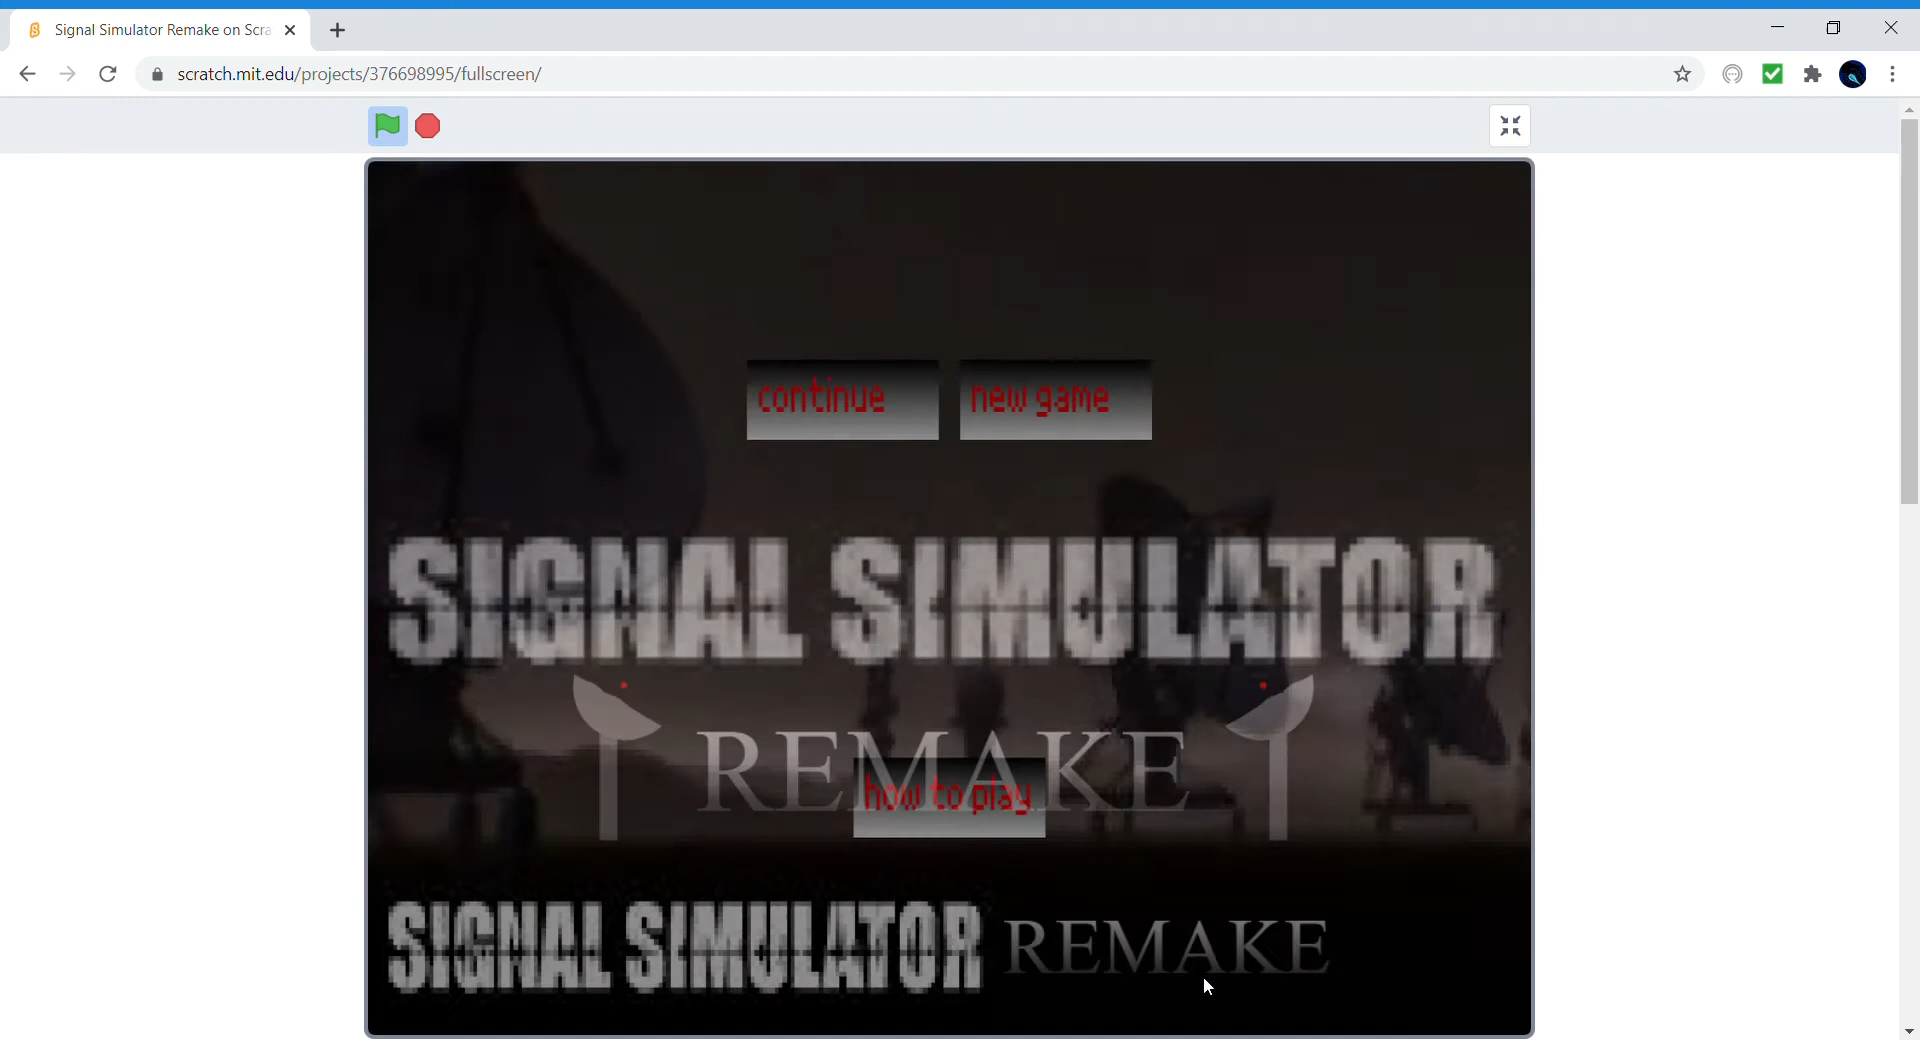 Signal Simulator Remake on Scra
scratch.mit.edu/projects/376698995/fullscreen/
continue
new game
SIGNAL SIMULATOR
REMAKE
how to play
SIGNAL SIMULATOR REMAKE